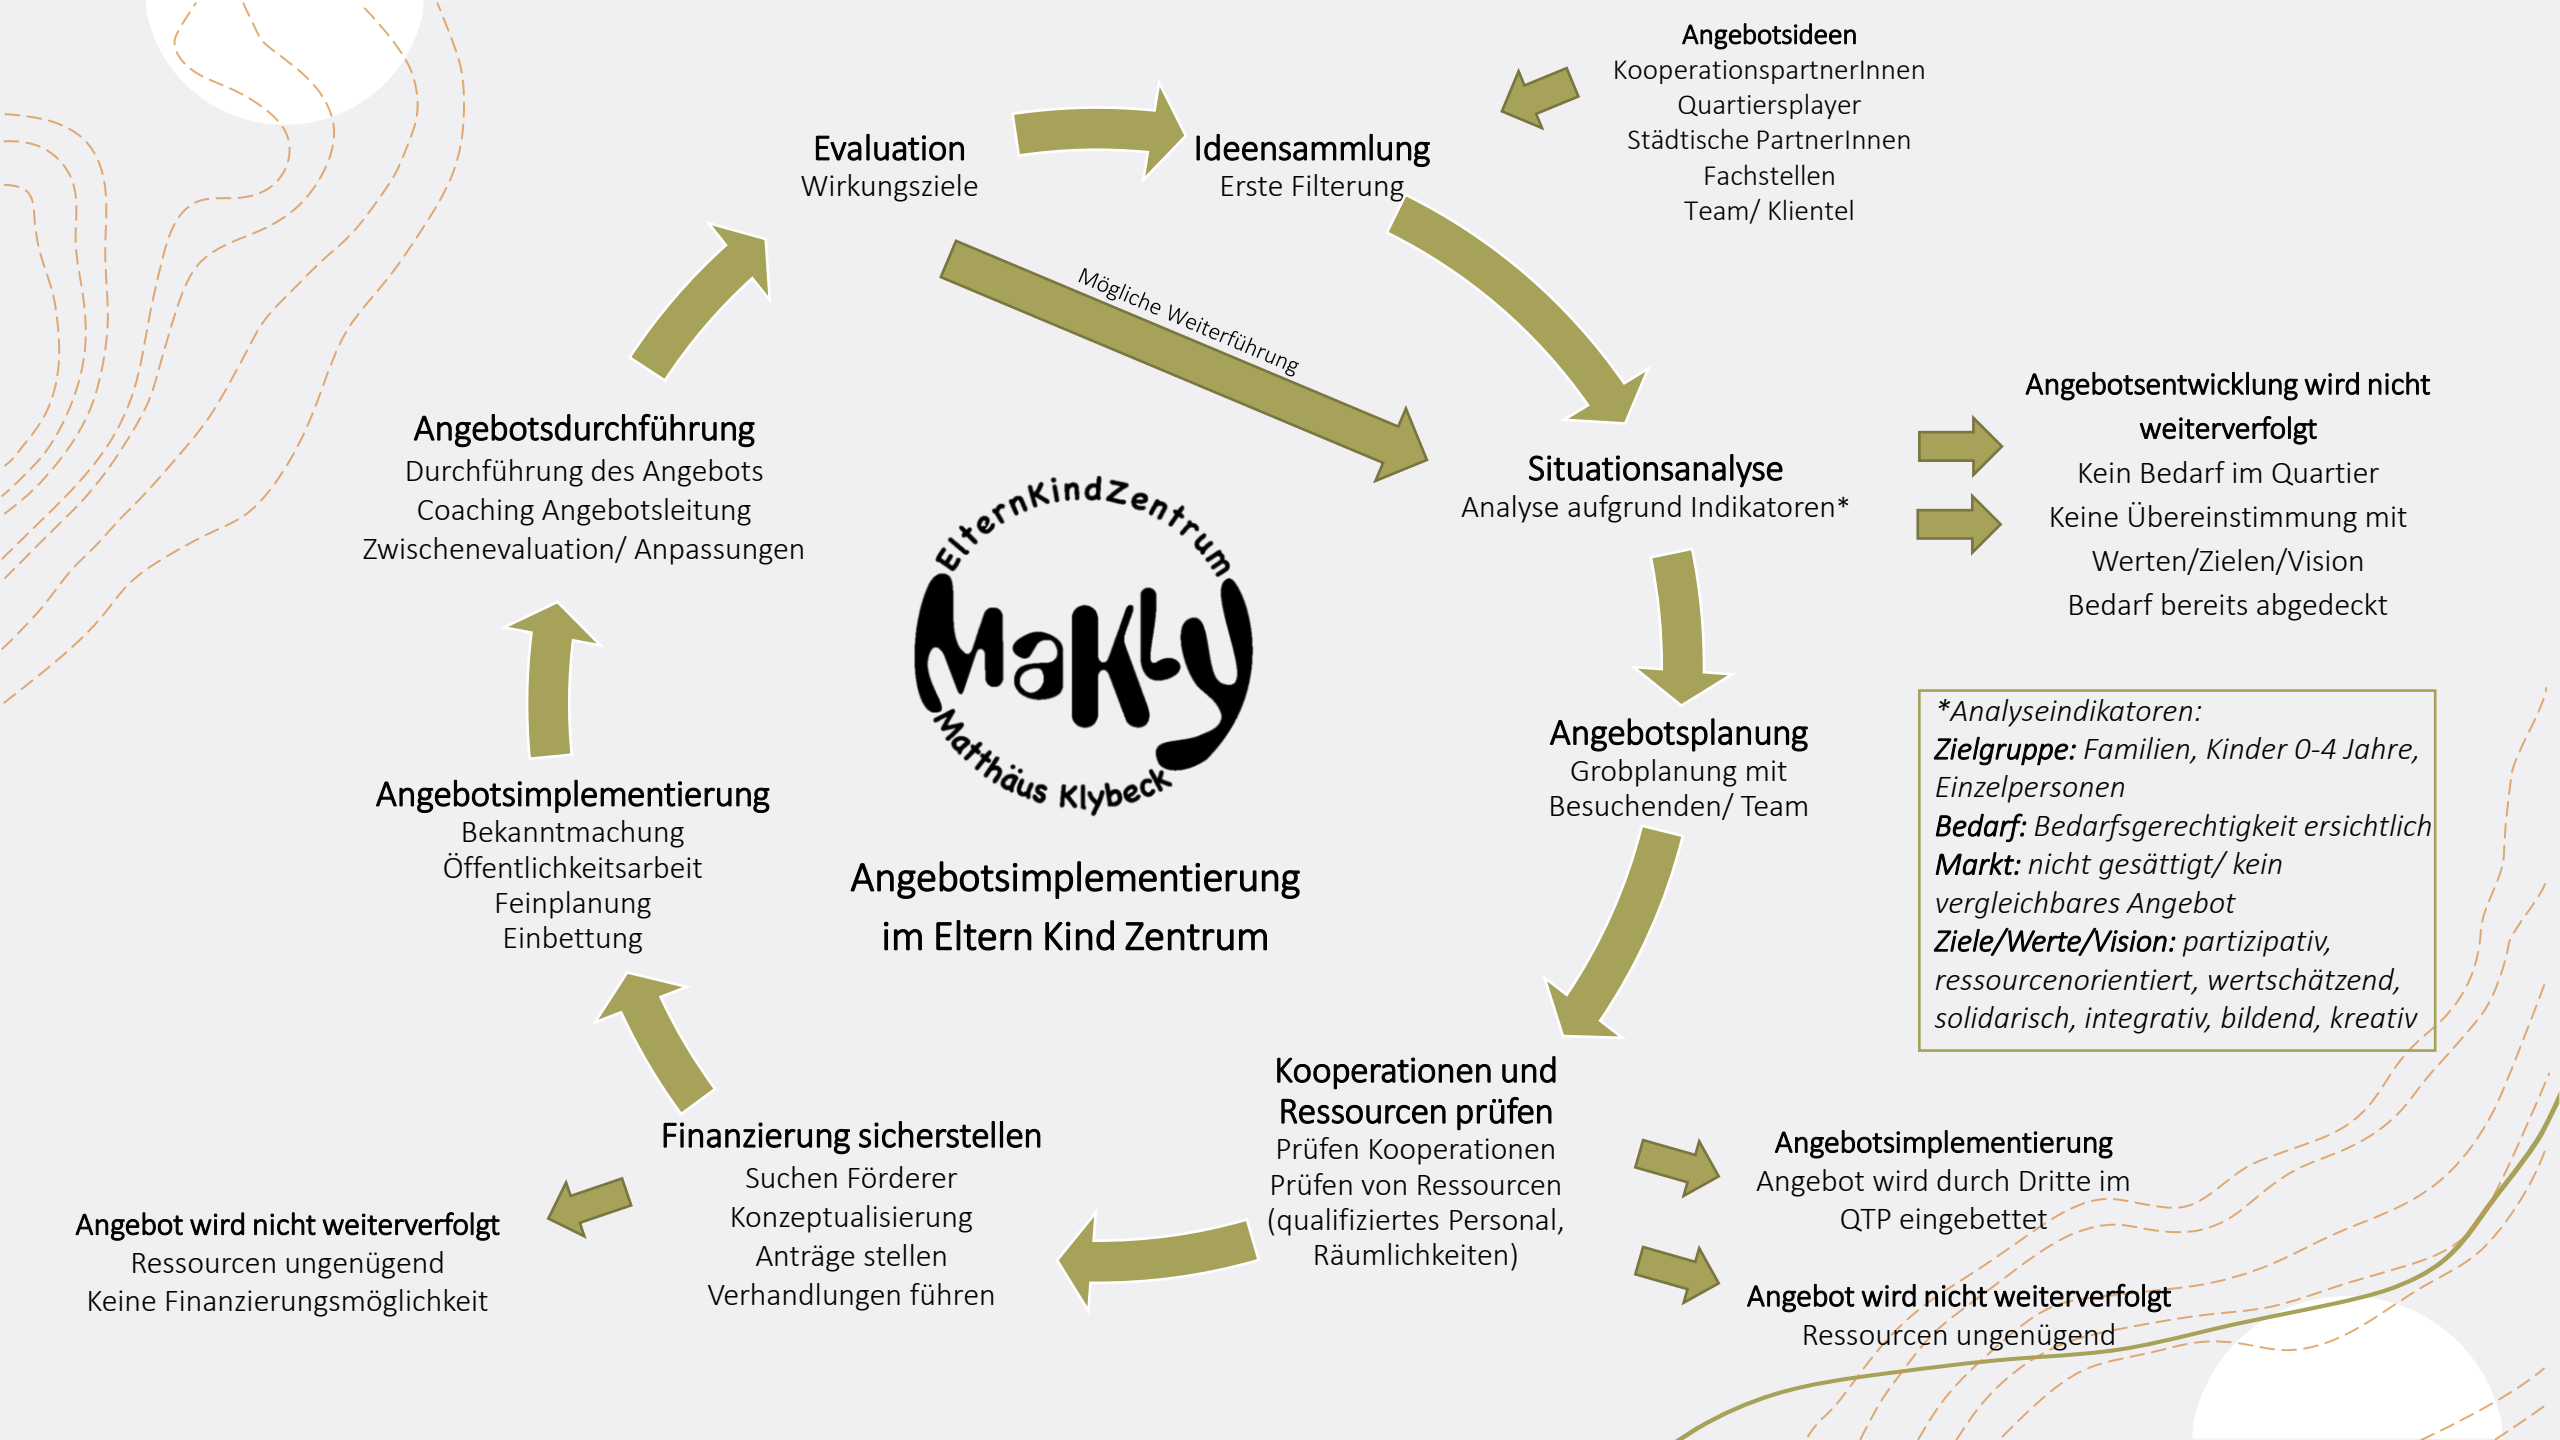 Angebotsideen
KooperationspartnerInnen
Quartiersplayer
Städtische PartnerInnen
Fachstellen
Team/ Klientel
Evaluation
Wirkungsziele
Ideensammlung
Erste Filterung
Mögliche Weiterführung
Situationsanalyse
Analyse aufgrund Indikatoren*
Angebotsentwicklung wird nicht
weiterverfolgt
Kein Bedarf im Quartier
Keine Übereinstimmung mit
Werten/Zielen/Vision
Bedarf bereits abgedeckt
*Analyseindikatoren:
Zielgruppe: Familien, Kinder 0-4 Jahre,
Einzelpersonen
Bedarf: Bedarfsgerechtigkeit ersichtlich
Markt: nicht gesättigt/ kein
vergleichbares Angebot
Ziele/Werte/Vision: partizipativ,
ressourcenorientiert, wertschätzend,
solidarisch, integrativ, bildend, kreativ
Angebotsplanung
Grobplanung mit
Besuchenden/ Team
Kooperationen und
Ressourcen prüfen
Prüfen Kooperationen
Prüfen von Ressourcen
(qualifiziertes Personal,
Räumlichkeiten)
Angebotsimplementierung
Angebot wird durch Dritte im
QTP eingebettet
Angebot wird nicht weiterverfolgt
Ressourcen ungenügend
Finanzierung sicherstellen
Suchen Förderer
Konzeptualisierung
Anträge stellen
Verhandlungen führen
Angebot wird nicht weiterverfolgt
Ressourcen ungenügend
Keine Finanzierungsmöglichkeit
Angebotsimplementierung
Bekanntmachung
Öffentlichkeitsarbeit
Feinplanung
Einbettung
Angebotsdurchführung
Durchführung des Angebots
Coaching Angebotsleitung
Zwischenevaluation/ Anpassungen
ElternKindZentrum
MaKLy
Matthäus Klybeck
Angebotsimplementierung
im Eltern Kind Zentrum